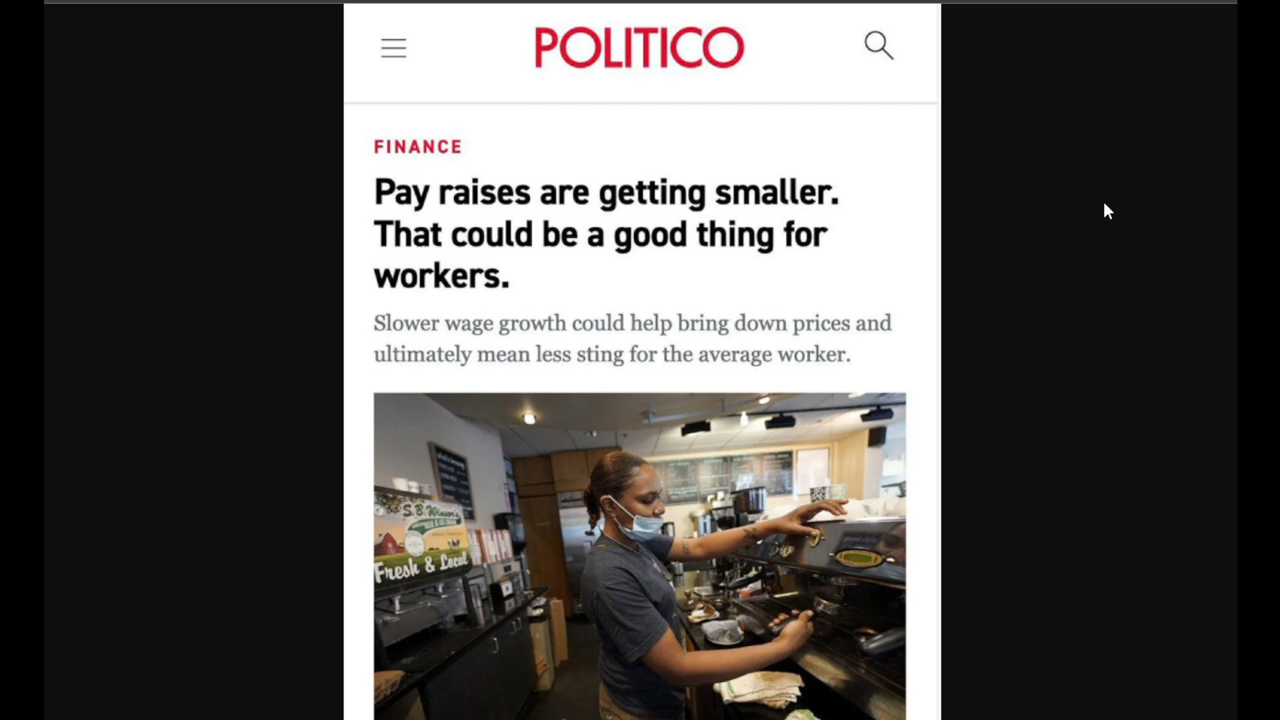 POLITICO
FINANCE
Pay raises are getting smaller.
That could be a good thing for
workers.
Slower wage growth could help bring down prices and
ultimately mean less sting for the average worker.
S.B. Winsor's
Fresh & Local